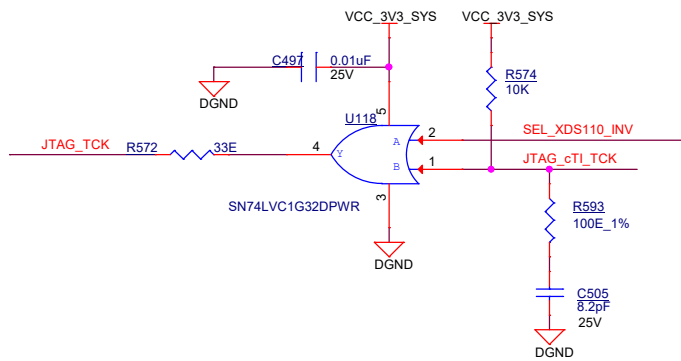 VCC_3V3_SYS
VCC_3V3_SYS
C497
0.01uF
25V
DGND
R574
10K
U118
5
JTAG_TCK
R572
33E
4
Y
A
2
SEL_XDS110_INV
B
1
JTAG_cTI_TCK
3
SN74LVC1G32DPWR
R593
100E_1%
DGND
C505
8.2pF
25V
DGND